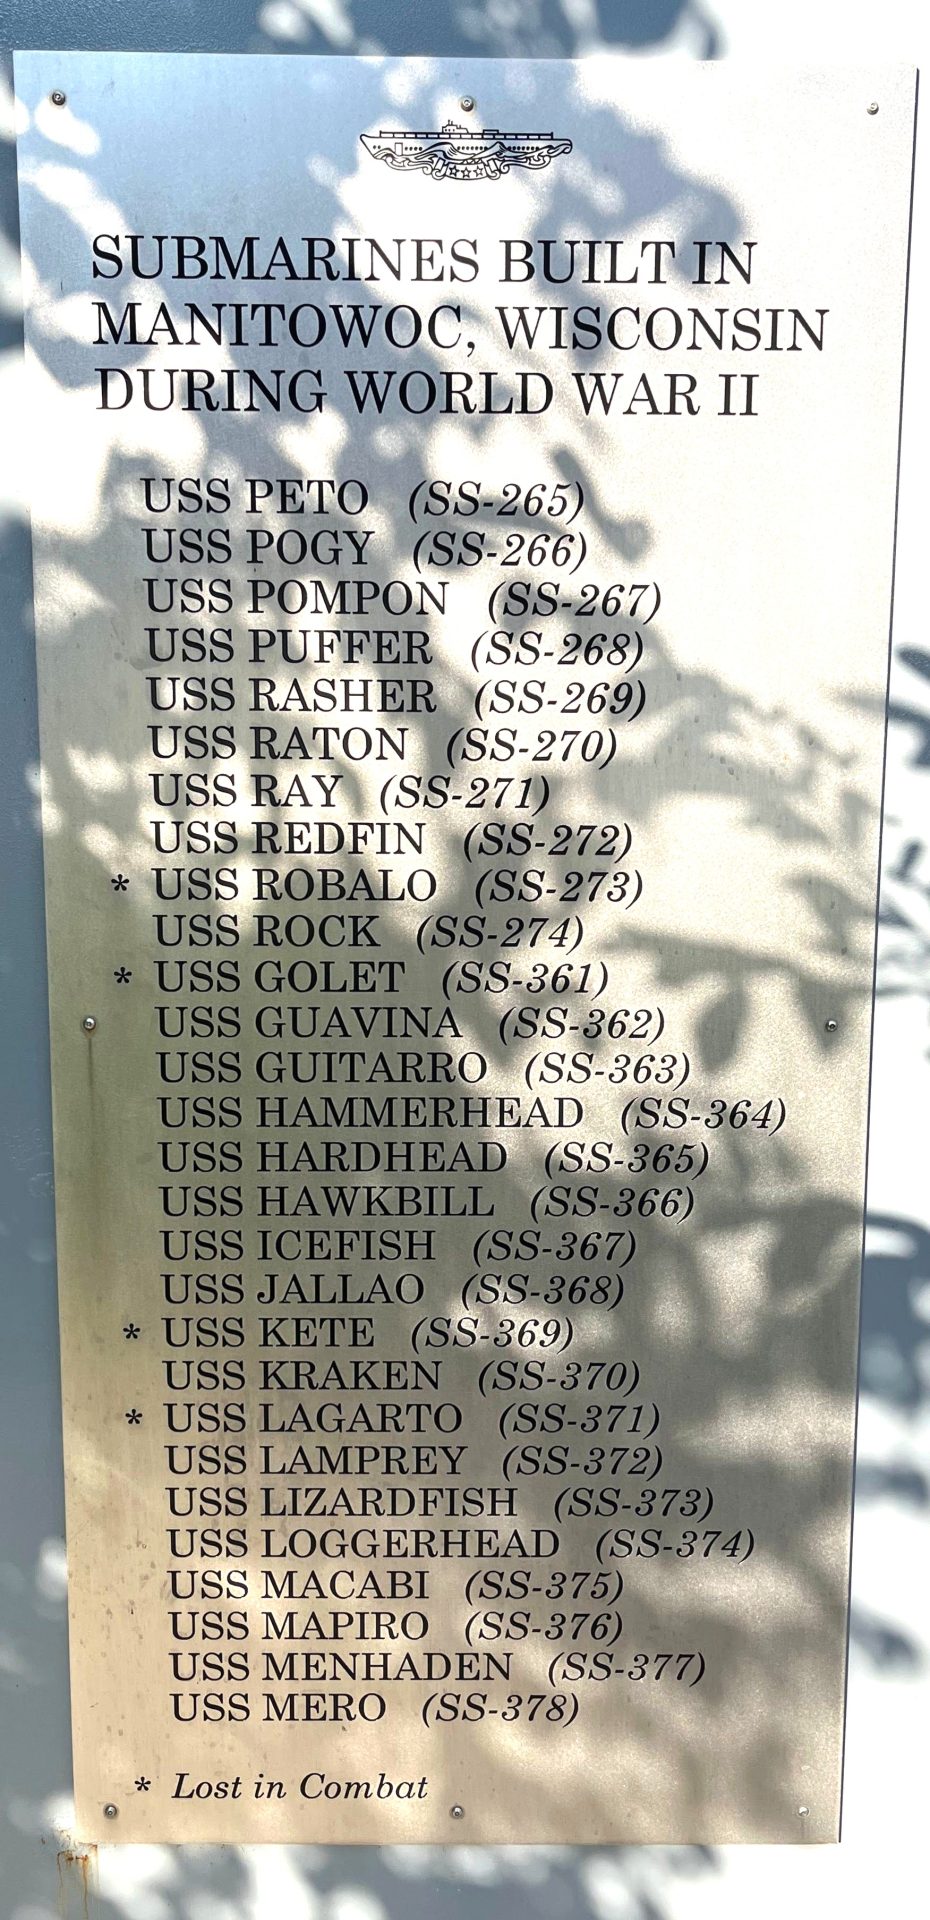 SUBMARINES BUILT IN
MANITOWOC, WISCONSIN
DURING WORLD WAR II
USS PETO (SS-265)
USS POGY (SS-266)
USS POMPON (SS-267)
USS PUFFER (SS-268)
USS RASHER (SS-269)
USS RATON (SS-270)
USS RAY (SS-271)
USS REDFIN (SS-272)
* USS ROBALO (SS-273)
USS ROCK (SS-274)
* USS GOLET (SS-361)
USS GUAVINA (SS-362)
USS GUITARRO (SS-363)
USS HAMMERHEAD (SS-364)
USS HARDHEAD (SS-365)
USS HAWKBILL (SS-366)
USS ICEFISH (SS-367)
USS JALLAO (SS-368)
* USS KETE (SS-369)
USS KRAKEN (SS-370)
* USS LAGARTO (SS-371)
USS LAMPREY (SS-372)
USS LIZARDFISH (SS-373)
USS LOGGERHEAD (SS-374)
USS MACABI (SS-375)
USS MAPIRO (SS-376)
USS MENHADEN (SS-377)
USS MERO (SS-378)
* Lost in Combat